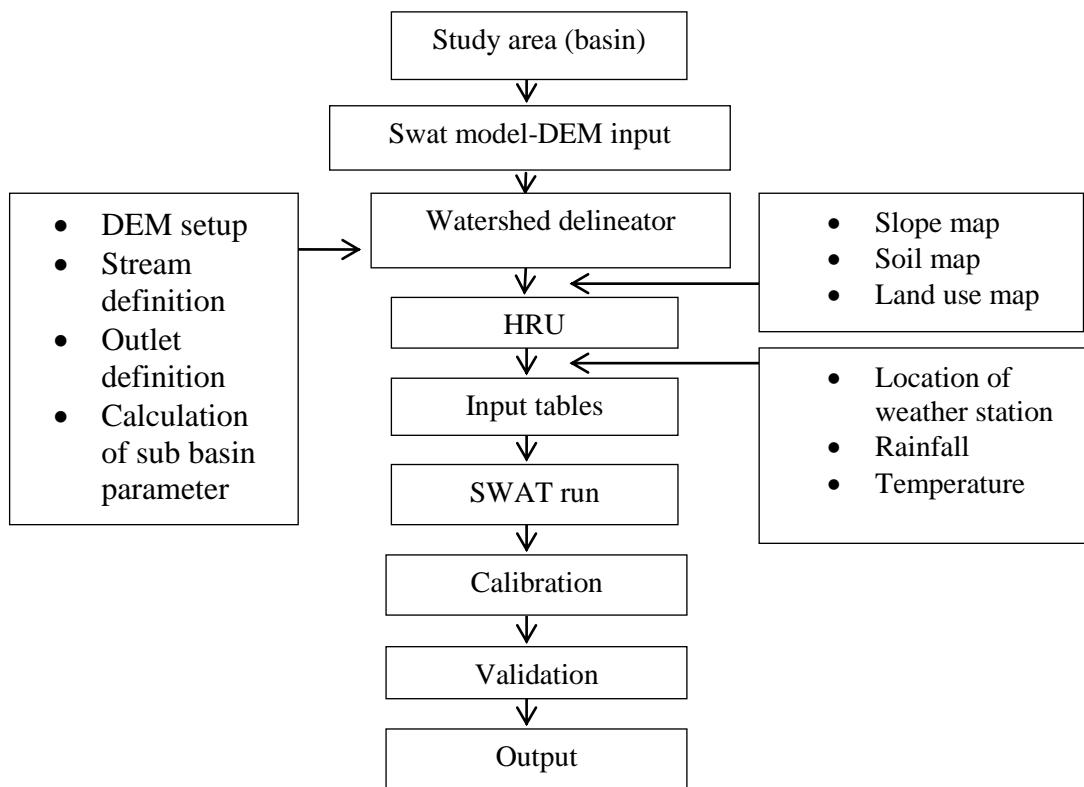 Study area (basin)
Swat model-DEM input
Watershed delineator
• DEM setup
• Stream
definition
• Outlet
definition
• Calculation
of sub basin
parameter
• Slope map
• Soil map
• Land use map
HRU
• Location of
weather station
• Rainfall
• Temperature
Input tables
SWAT run
Calibration
Validation
Output